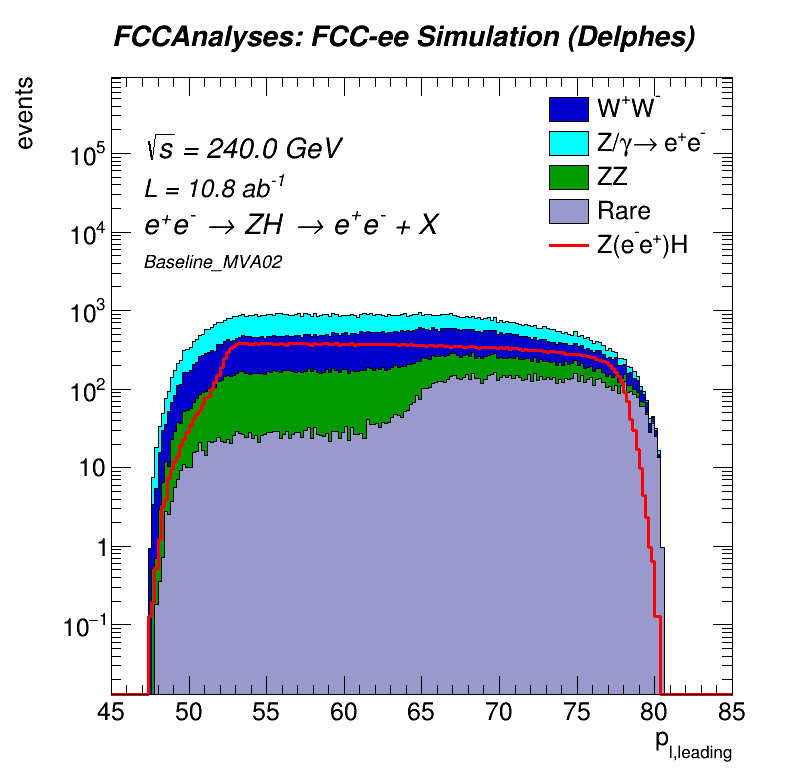 FCCAnalyses: FCC-ee Simulation (Delphes)
events
√s = 240.0 GeV
L = 10.8 ab⁻¹
e⁺e⁻ → ZH → e⁺e⁻ + X
Baseline_MVA02
W⁺W⁻
Z/γ→ e⁺e⁻
ZZ
Rare
Z(e⁻e⁺)H
10⁵
10⁴
10³
10²
10
1
10⁻¹
45 50 55 60 65 70 75 80 85
p_{l,leading}